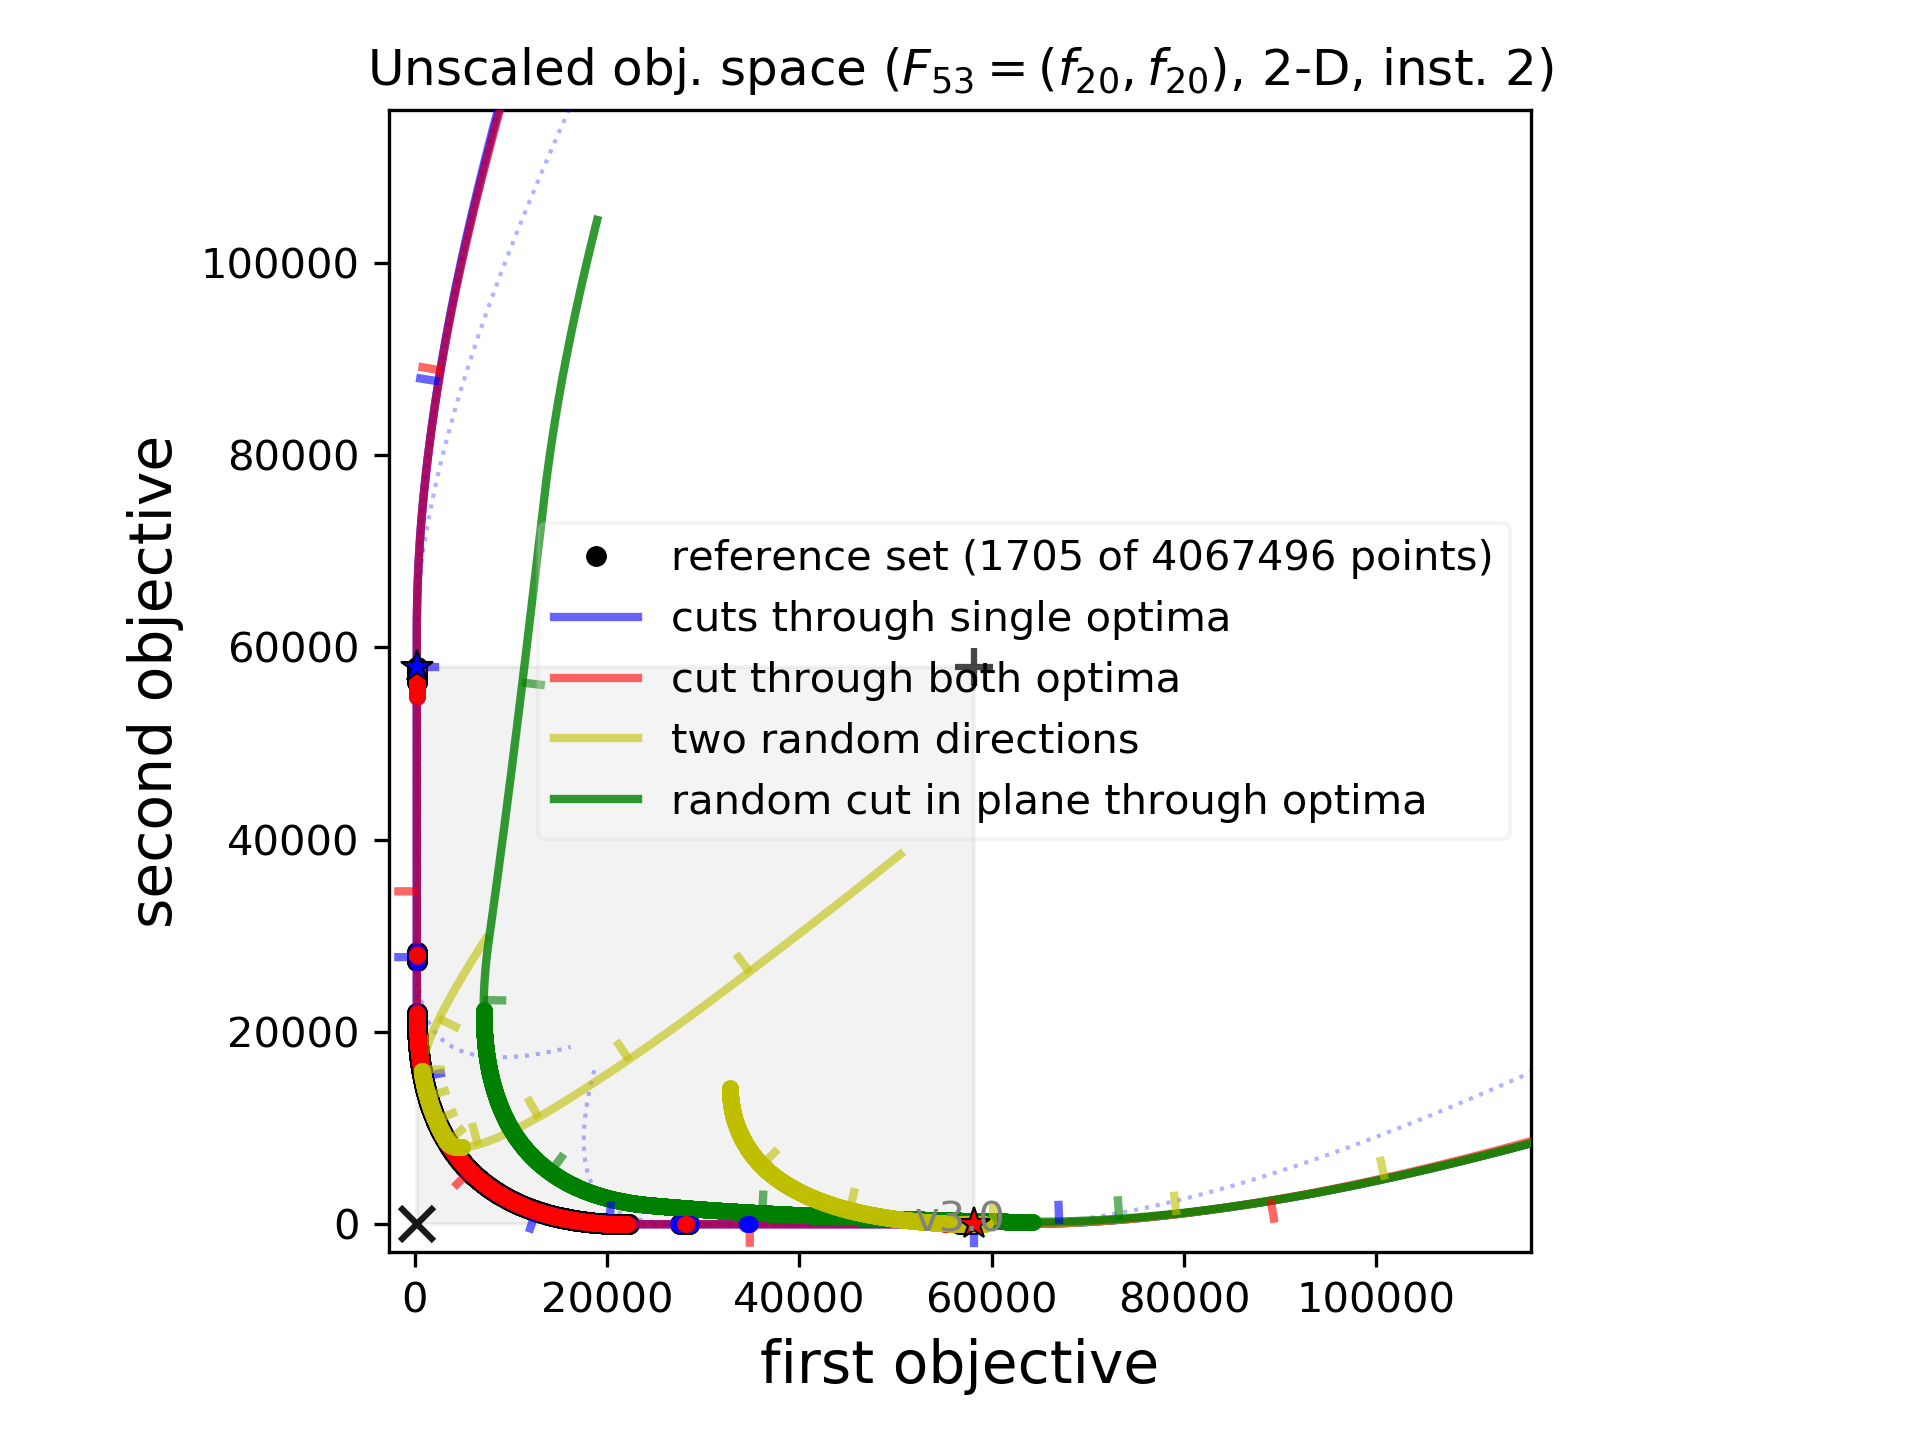 Unscaled obj. space (F53 = (f20, f20), 2-D, inst. 2)
second objective
100000
80000
60000
40000
20000
0
reference set (1705 of 4067496 points)
cuts through single optima
cut through both optima
two random directions
random cut in plane through optima
v3.0
0 20000 40000 60000 80000 100000
first objective